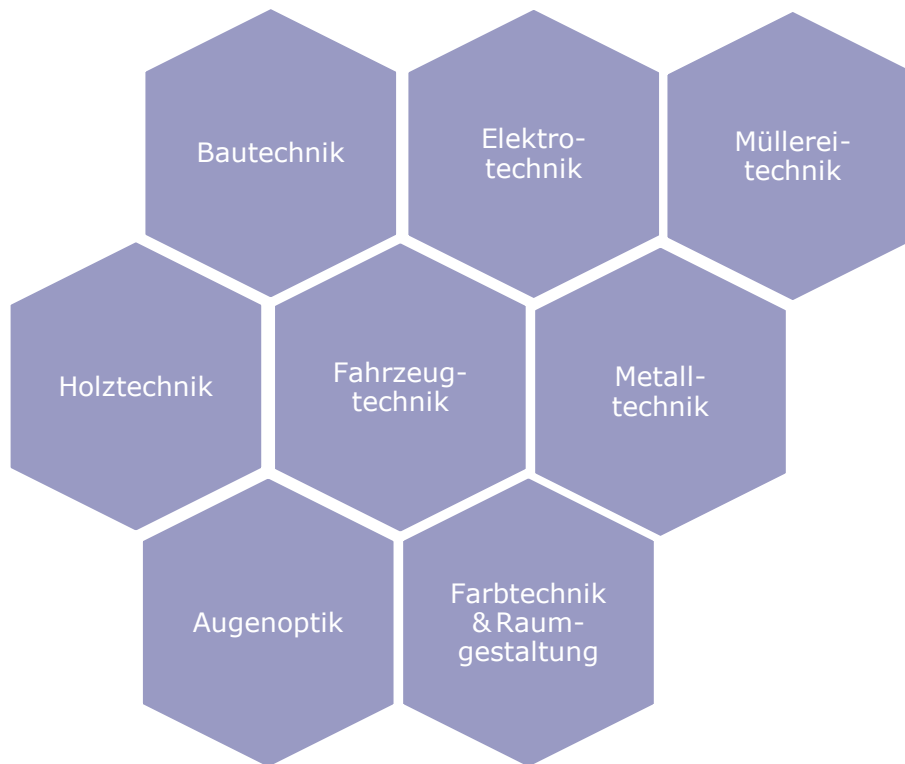 Bautechnik
Elektro-
technik
Müllerei-
technik
Holztechnik
Fahrzeug-
technik
Metall-
technik
Augenoptik
Farbtechnik
& Raum-
gestaltung